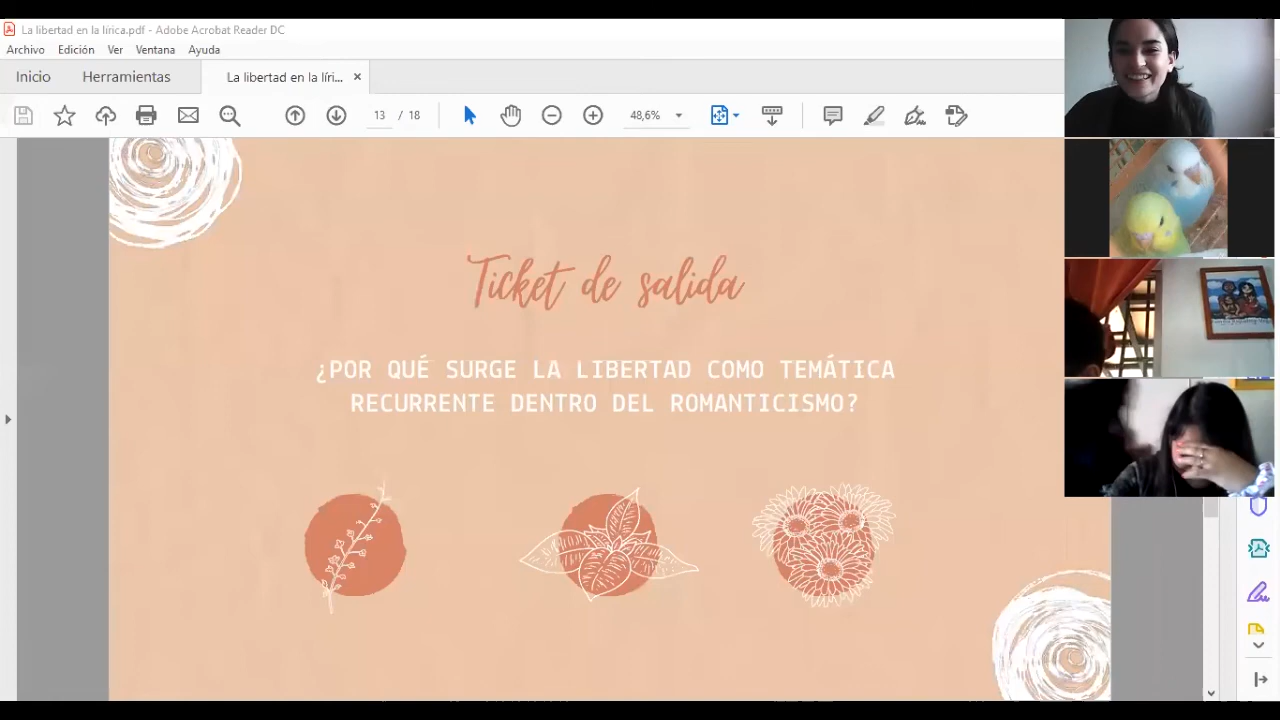 La libertad en la lírica.pdf - Adobe Acrobat Reader DC
Archivo Edición Ver Ventana Ayuda
Inicio Herramientas La libertad en la líri... ×
13 / 18 48,6%
Ticket de salida
¿POR QUÉ SURGE LA LIBERTAD COMO TEMÁTICA
RECURRENTE DENTRO DEL ROMANTICISMO?